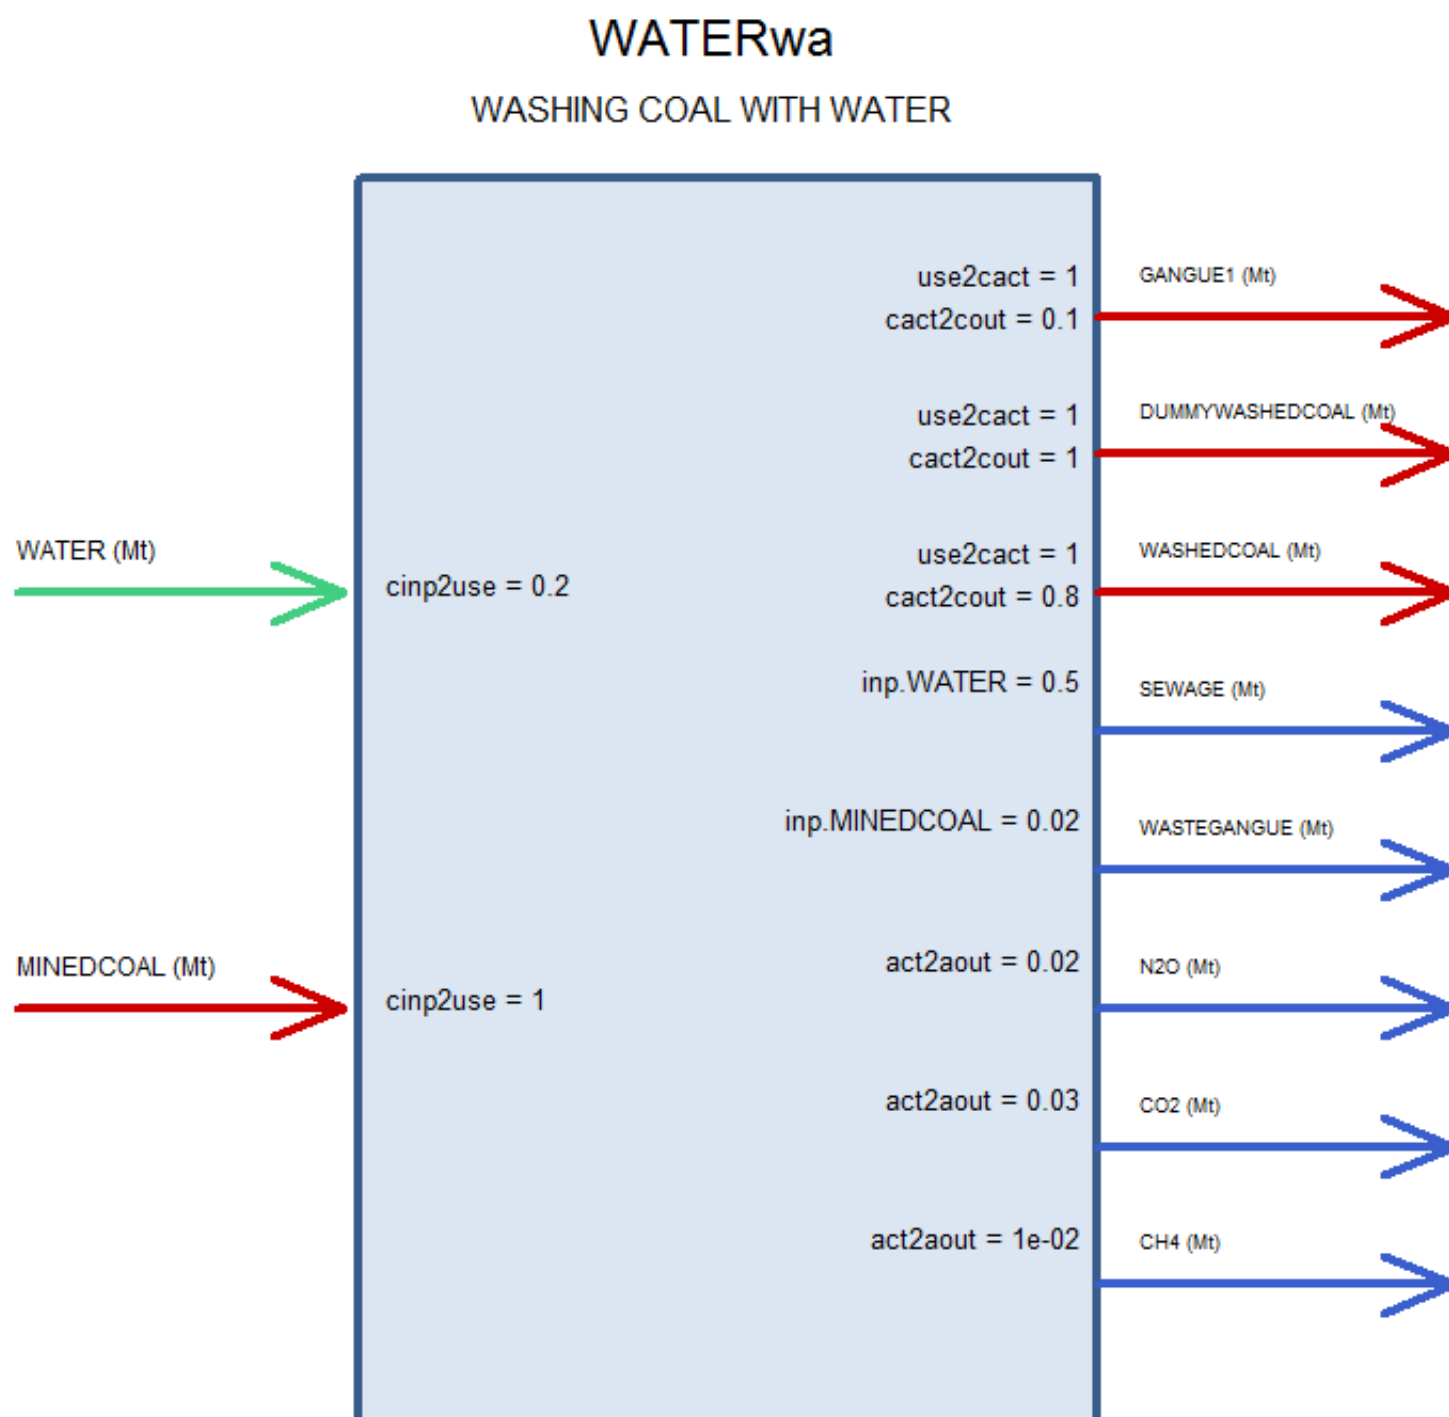 WATERwa
WASHING COAL WITH WATER
use2cact = 1
GANGUE1 (Mt)
cact2cout = 0.1
use2cact = 1
DUMMYWASHEDCOAL (Mt)
cact2cout = 1
WATER (Mt)
use2cact = 1
WASHEDCOAL (Mt)
cinp2use = 0.2
cact2cout = 0.8
inp.WATER = 0.5
SEWAGE (Mt)
inp.MINEDCOAL = 0.02
WASTEGANGUE (Mt)
MINEDCOAL (Mt)
act2aout = 0.02
N2O (Mt)
cinp2use = 1
act2aout = 0.03
CO2 (Mt)
act2aout = 1e-02
CH4 (Mt)